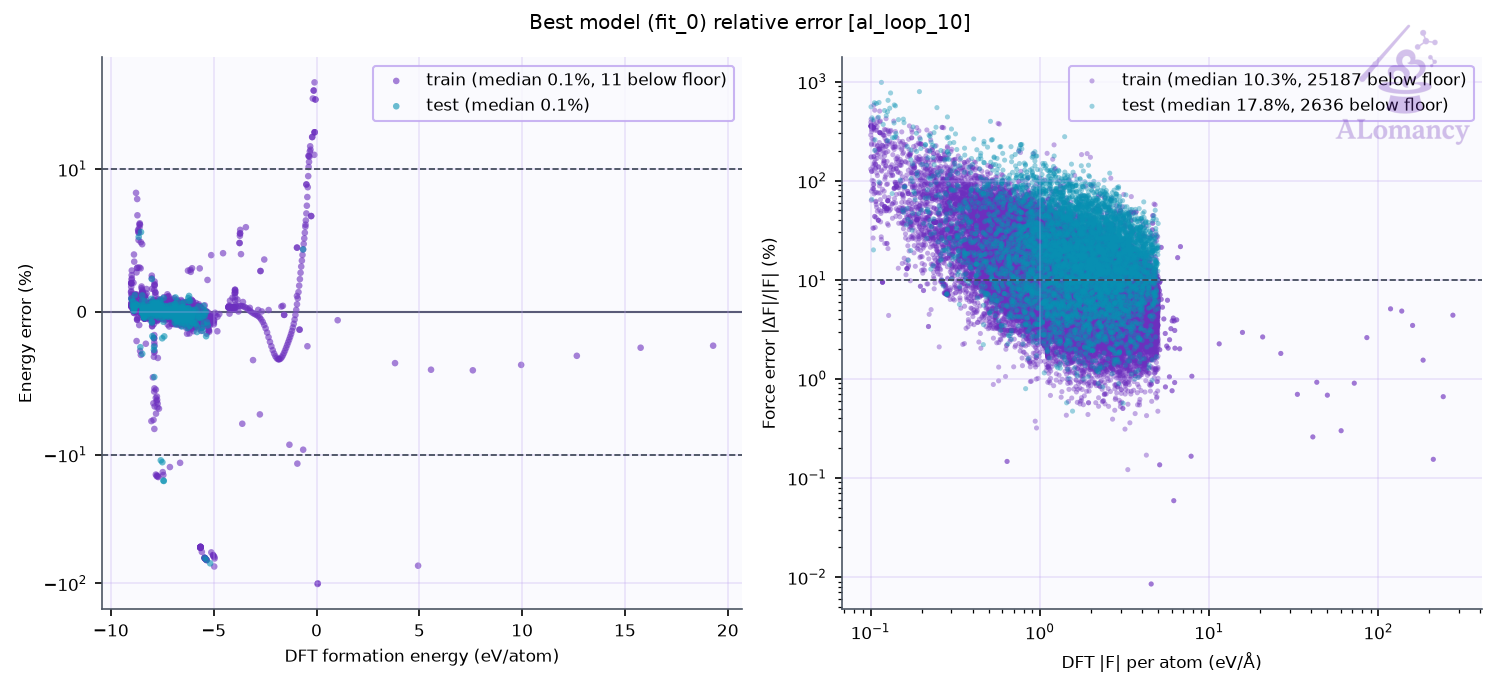 Best model (fit_0) relative error [al_loop_10]
train (median 0.1%, 11 below floor)
test (median 0.1%)
Energy error (%)
10¹
0
−10¹
−10²
−10
−5
0
5
10
15
20
DFT formation energy (eV/atom)
train (median 10.3%, 25187 below floor)
test (median 17.8%, 2636 below floor)
ALomancy
Force error |ΔF|/|F| (%)
10³
10²
10¹
10⁰
10⁻¹
10⁻²
10⁻¹
10⁰
10¹
10²
DFT |F| per atom (eV/Å)